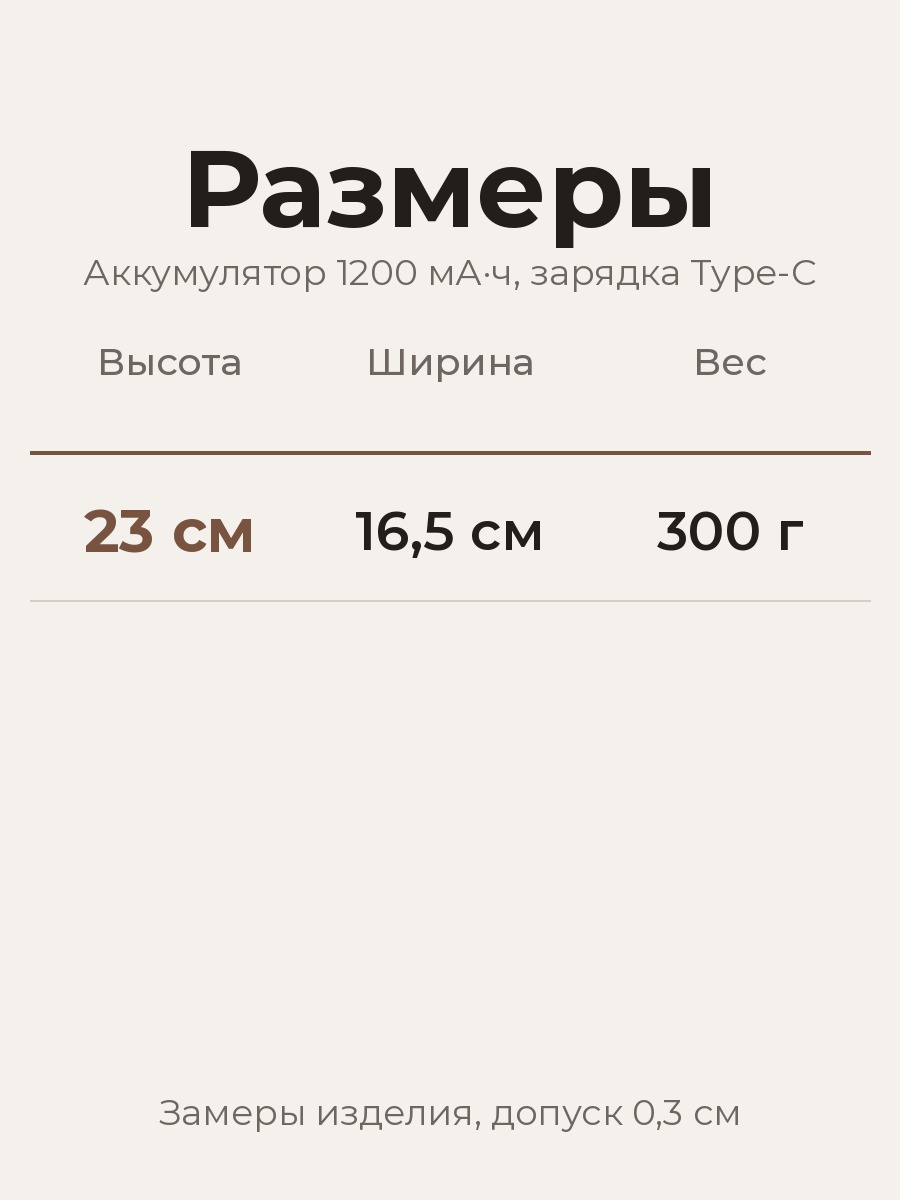 Размеры
Аккумулятор 1200 мА·ч, зарядка Type-C
Высота Ширина Вес
23 см 16,5 см 300 г
Замеры изделия, допуск 0,3 см